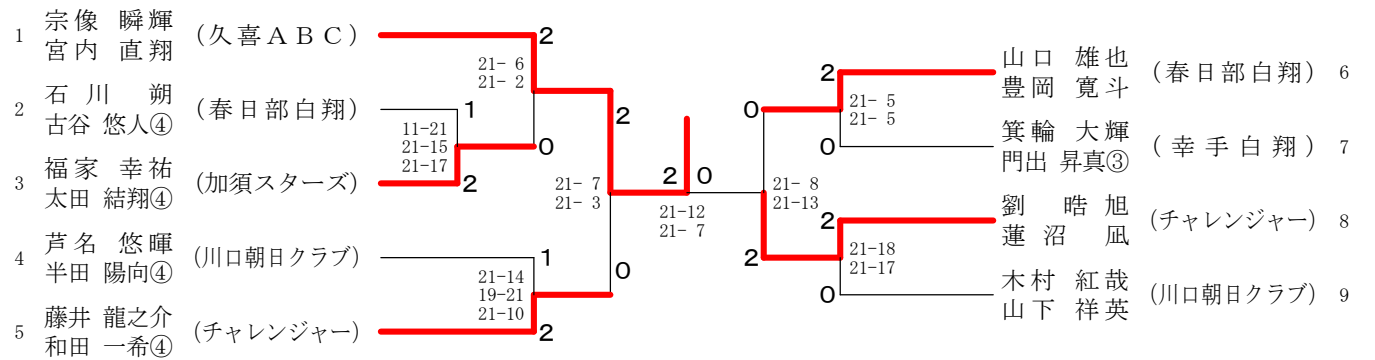 1 宗像 瞬輝 (久喜ABC)
宮内 直翔
2
21- 6
21- 2
2 石川 朔 (春日部白翔)
古谷 悠人④
1
11-21
21-15
21-17
0
3 福家 幸祐 (加須スターズ)
太田 結翔④
2
2
21- 7
21- 3
4 芦名 悠暉 (川口朝日クラブ)
半田 陽向④
1
21-14
19-21
21-10
0
5 藤井 龍之介 (チャレンジャー)
和田 一希④
2
2 0
21-12
21- 7
山口 雄也 (春日部白翔) 6
豊岡 寛斗
2
0
21- 5
21- 5
箕輪 大輝 (幸手白翔) 7
門出 昇真③
0
21- 8
21-13
劉 晧旭 (チャレンジャー) 8
蓮沼 凪
2
2
21-18
21-17
木村 紅哉 (川口朝日クラブ) 9
山下 祥英
0